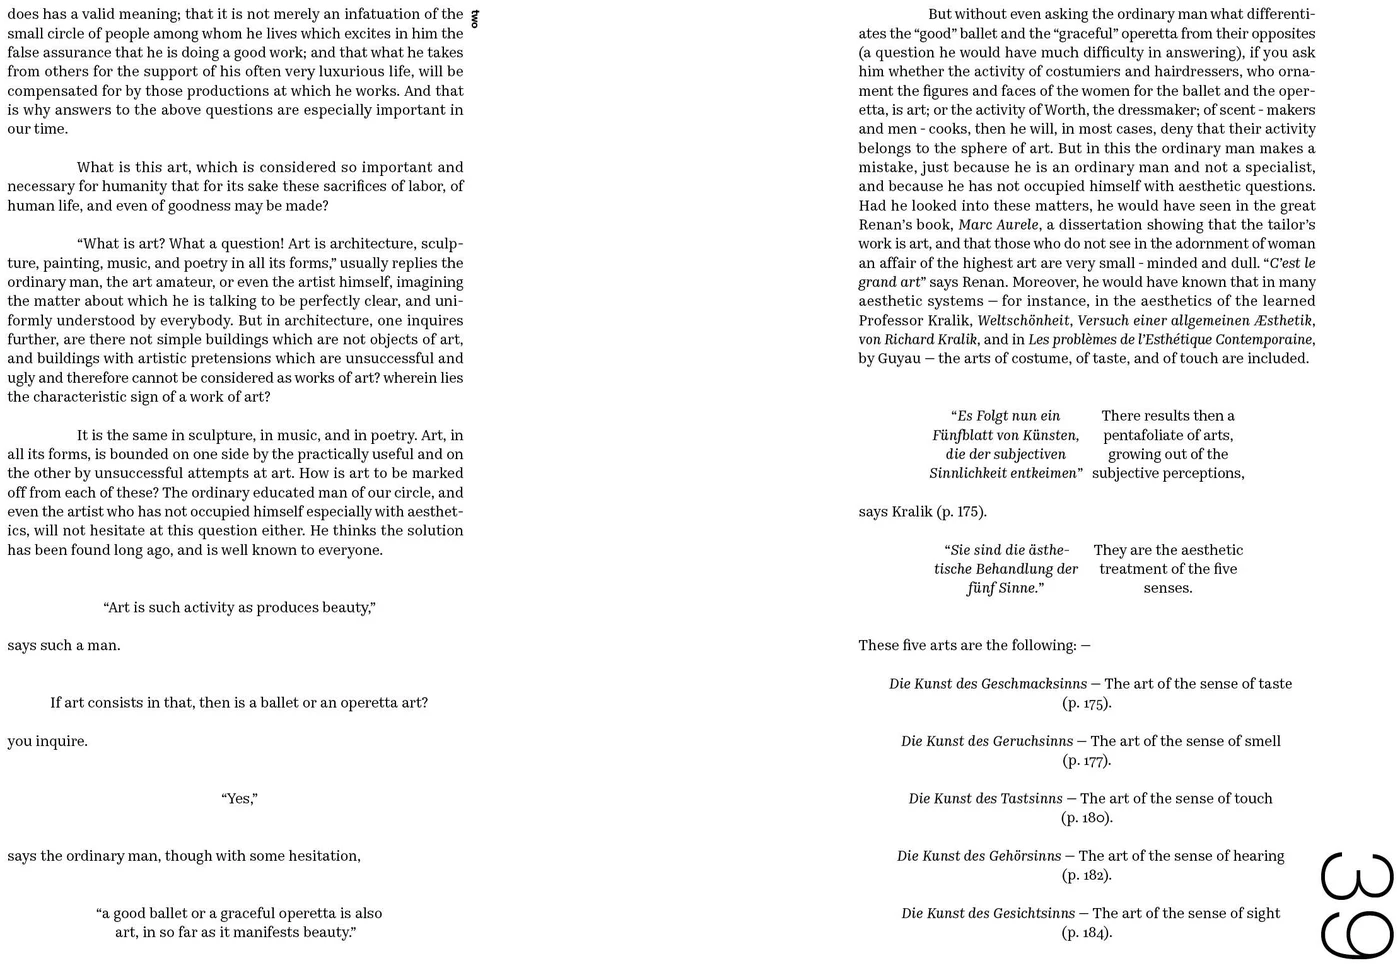 does has a valid meaning; that it is not merely an infatuation of the
small circle of people among whom he lives which excites in him the
false assurance that he is doing a good work; and that what he takes
from others for the support of his often very luxurious life, will be
compensated for by those productions at which he works. And that
is why answers to the above questions are especially important in
our time.
What is this art, which is considered so important and
necessary for humanity that for its sake these sacrifices of labor, of
human life, and even of goodness may be made?
“What is art? What a question! Art is architecture, sculp-
ture, painting, music, and poetry in all its forms,” usually replies the
ordinary man, the art amateur, or even the artist himself, imagining
the matter about which he is talking to be perfectly clear, and uni-
formly understood by everybody. But in architecture, one inquires
further, are there not simple buildings which are not objects of art,
and buildings with artistic pretensions which are unsuccessful and
ugly and therefore cannot be considered as works of art? wherein lies
the characteristic sign of a work of art?
It is the same in sculpture, in music, and in poetry. Art, in
all its forms, is bounded on one side by the practically useful and on
the other by unsuccessful attempts at art. How is art to be marked
off from each of these? The ordinary educated man of our circle, and
even the artist who has not occupied himself especially with aesthet-
ics, will not hesitate at this question either. He thinks the solution
has been found long ago, and is well known to everyone.
“Art is such activity as produces beauty,”
says such a man.
If art consists in that, then is a ballet or an operetta art?
you inquire.
“Yes,”
says the ordinary man, though with some hesitation,
“a good ballet or a graceful operetta is also
art, in so far as it manifests beauty.”
two
But without even asking the ordinary man what differenti-
ates the “good” ballet and the “graceful” operetta from their opposites
(a question he would have much difficulty in answering), if you ask
him whether the activity of costumiers and hairdressers, who orna-
ment the figures and faces of the women for the ballet and the oper-
etta, is art; or the activity of Worth, the dressmaker; of scent - makers
and men - cooks, then he will, in most cases, deny that their activity
belongs to the sphere of art. But in this the ordinary man makes a
mistake, just because he is an ordinary man and not a specialist,
and because he has not occupied himself with aesthetic questions.
Had he looked into these matters, he would have seen in the great
Renan’s book, Marc Aurele, a dissertation showing that the tailor’s
work is art, and that those who do not see in the adornment of woman
an affair of the highest art are very small - minded and dull. “C’est le
grand art” says Renan. Moreover, he would have known that in many
aesthetic systems — for instance, in the aesthetics of the learned
Professor Kralik, Weltschönheit, Versuch einer allgemeinen Æsthetik,
von Richard Kralik, and in Les problèmes de l’Esthétique Contemporaine,
by Guyau — the arts of costume, of taste, and of touch are included.
“Es Folgt nun ein
Fünfblatt von Künsten,
die der subjectiven
Sinnlichkeit entkeimen”
There results then a
pentafoliate of arts,
growing out of the
subjective perceptions,
says Kralik (p. 175).
“Sie sind die ästhe-
tische Behandlung der
fünf Sinne.”
They are the aesthetic
treatment of the five
senses.
These five arts are the following: —
Die Kunst des Geschmacksinns — The art of the sense of taste
(p. 175).
Die Kunst des Geruchsinns — The art of the sense of smell
(p. 177).
Die Kunst des Tastsinns — The art of the sense of touch
(p. 180).
Die Kunst des Gehörsinns — The art of the sense of hearing
(p. 182).
Die Kunst des Gesichtsinns — The art of the sense of sight
(p. 184).
39